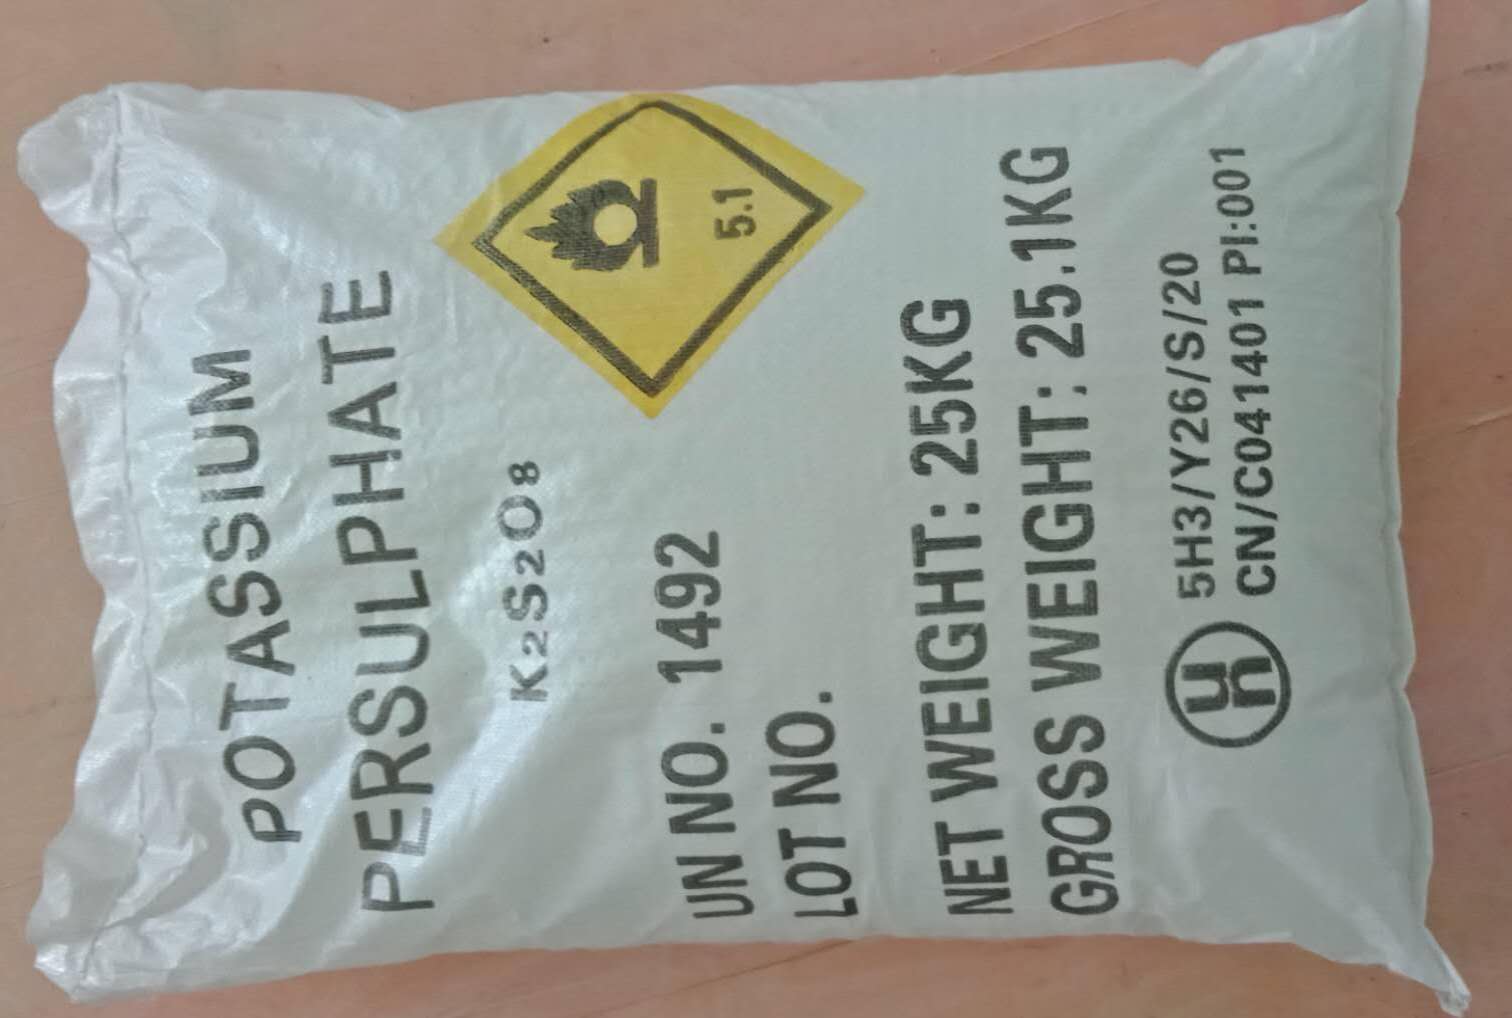 POTASSIUM
PERSULPHATE
K₂S₂O₈
5.1
UN NO. 1492
LOT NO.
NET WEIGHT: 25KG
GROSS WEIGHT: 25.1KG
un 5H3/Y26/S/20
CN/C041401 PI:001